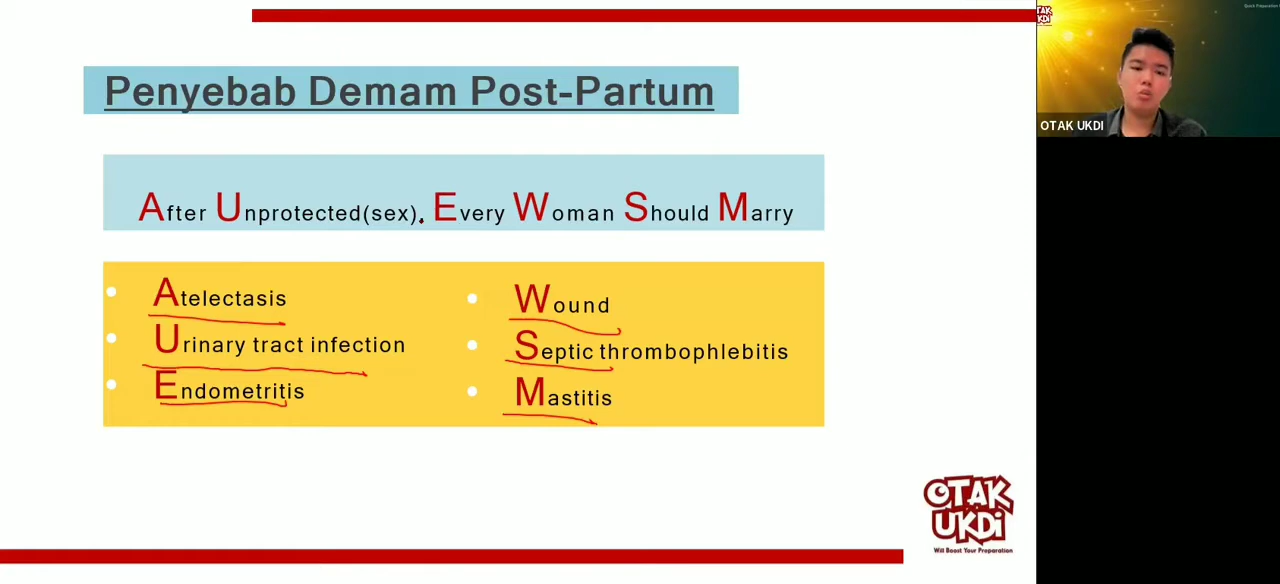 Penyebab Demam Post-Partum
After Unprotected(sex), Every Woman Should Marry
Atelectasis
Urinary tract infection
Endometritis
Wound
Septic thrombophlebitis
Mastitis
OTAK
UKDI
Will Boost Your Preparation
OTAK UKDI